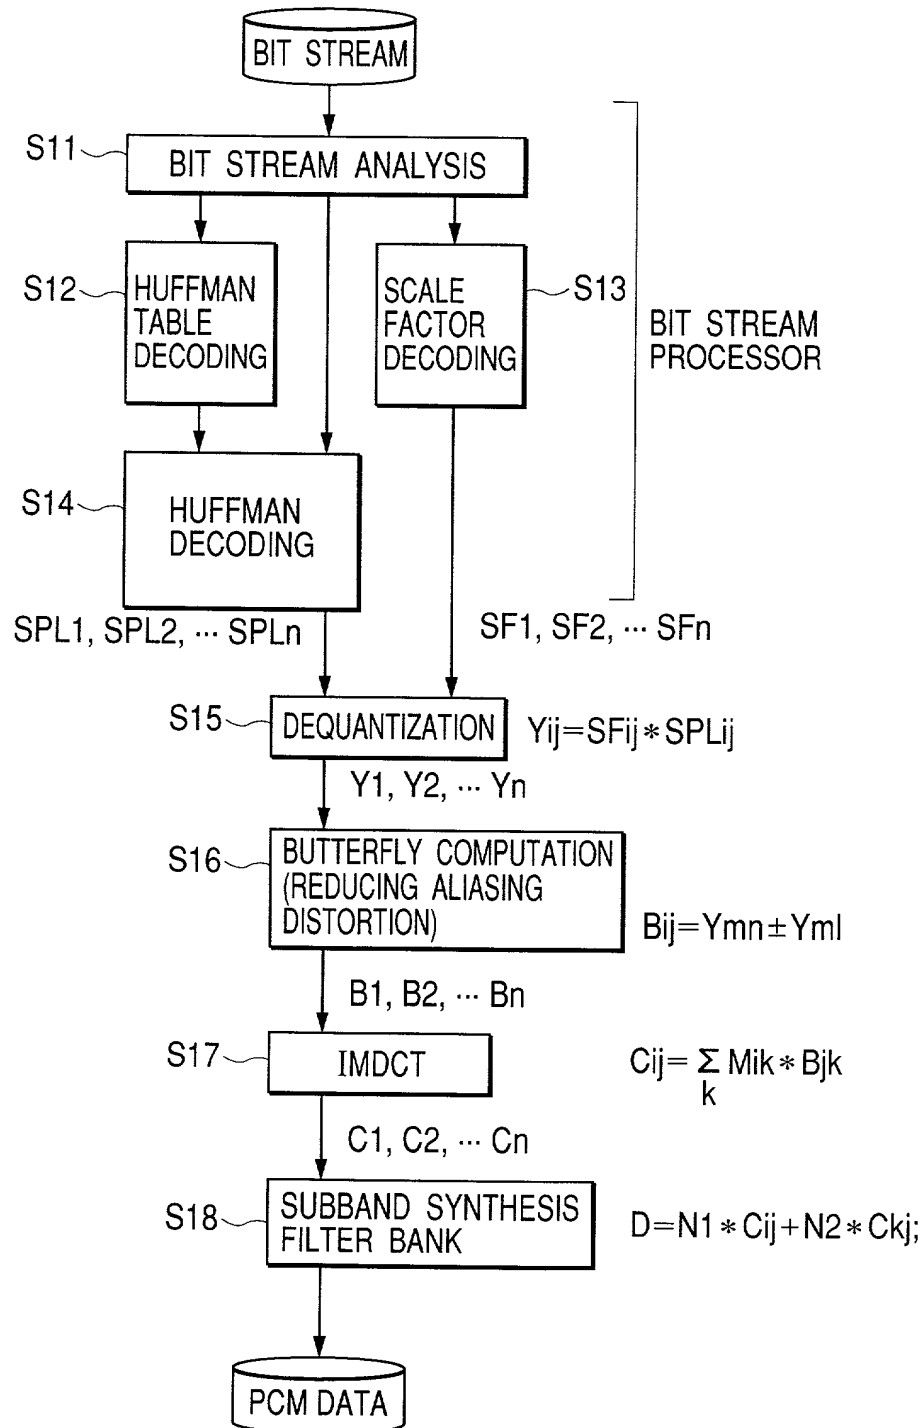 BIT STREAM
S11
BIT STREAM ANALYSIS
S12
HUFFMAN
TABLE
DECODING
SCALE
FACTOR
DECODING
S13
BIT STREAM
PROCESSOR
S14
HUFFMAN
DECODING
SPL1, SPL2, ··· SPLn
SF1, SF2, ··· SFn
S15
DEQUANTIZATION
Yij=SFij*SPLij
Y1, Y2, ··· Yn
S16
BUTTERFLY COMPUTATION
(REDUCING ALIASING
DISTORTION)
Bij=Ymn±Yml
B1, B2, ··· Bn
S17
IMDCT
Cij=Σ Mik*Bjk
k
C1, C2, ··· Cn
S18
SUBBAND SYNTHESIS
FILTER BANK
D=N1*Cij+N2*Ckj;
PCM DATA